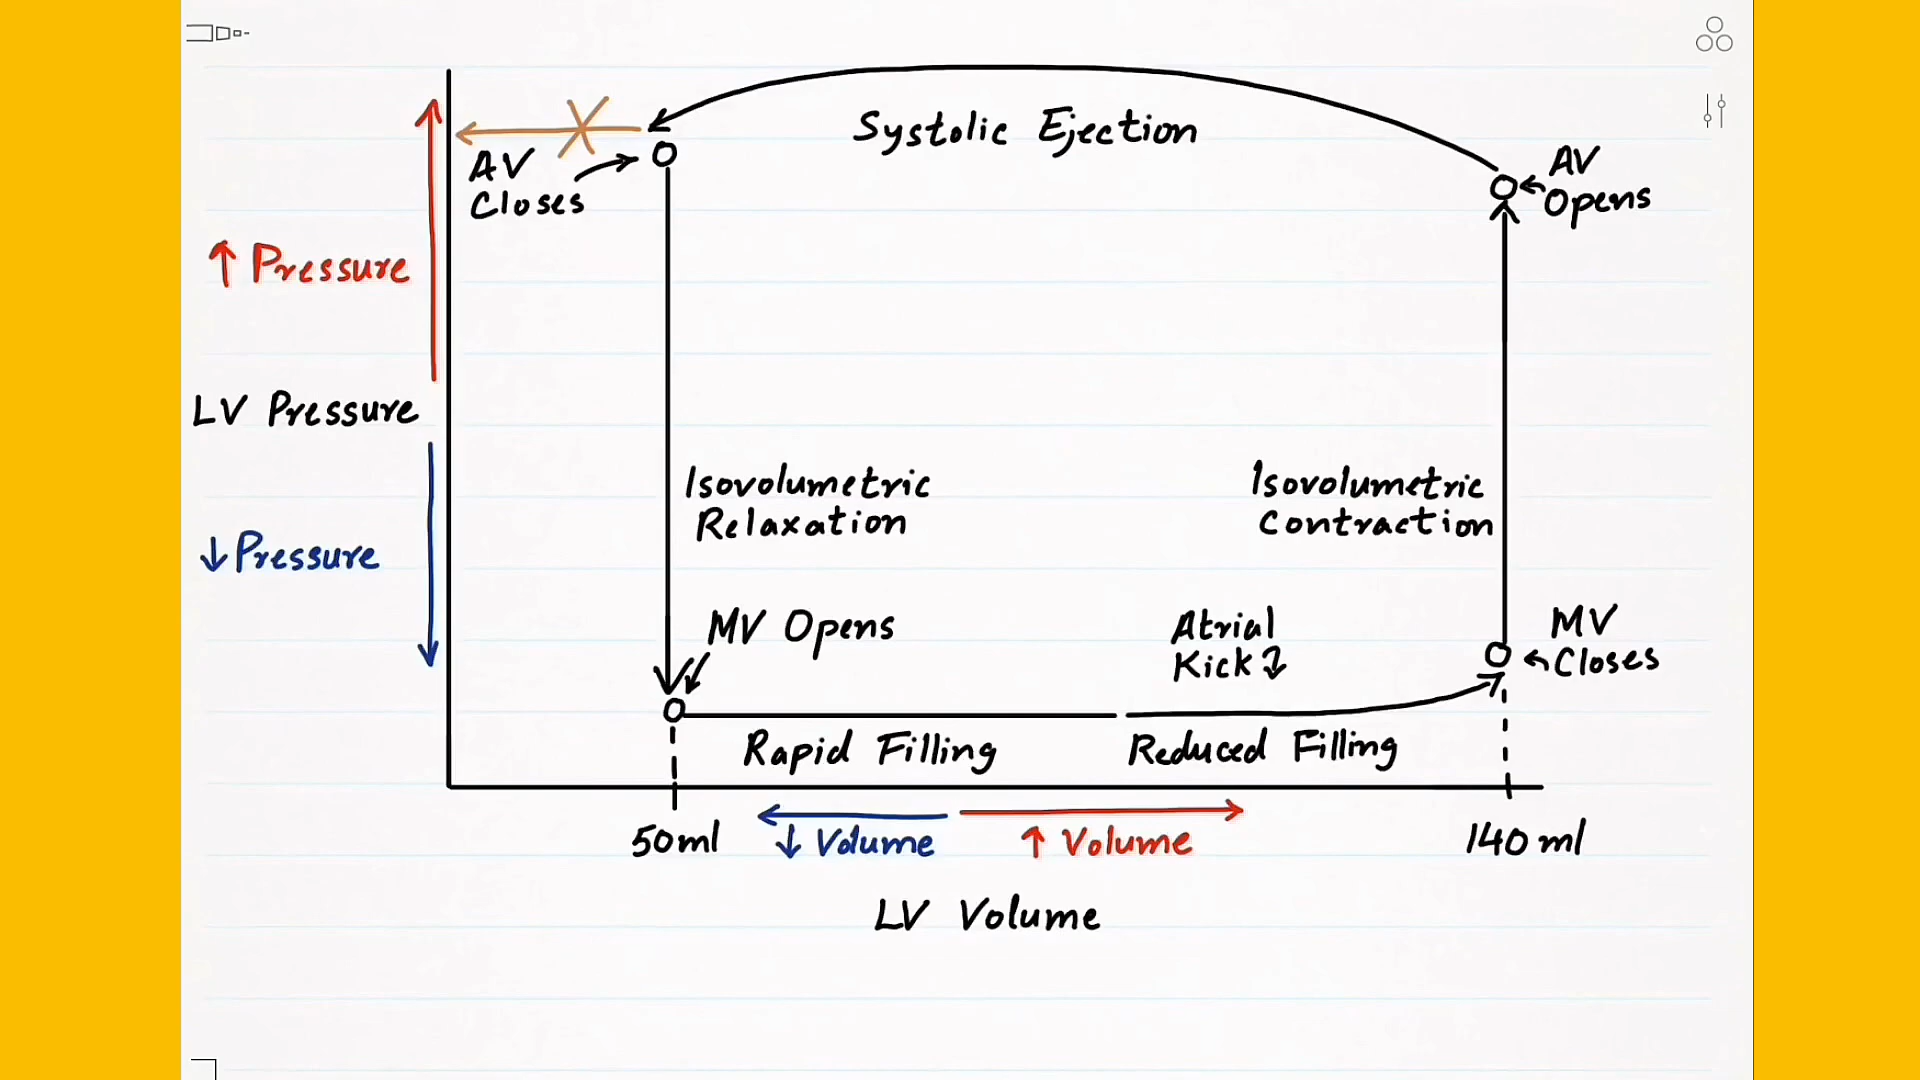 Systolic Ejection
AV
Closes
AV
Opens
↑ Pressure
LV Pressure
↓ Pressure
Isovolumetric
Relaxation
Isovolumetric
Contraction
MV Opens
Atrial
Kick
MV
Closes
Rapid Filling
Reduced Filling
50ml
↓ Volume
↑ Volume
140 ml
LV Volume